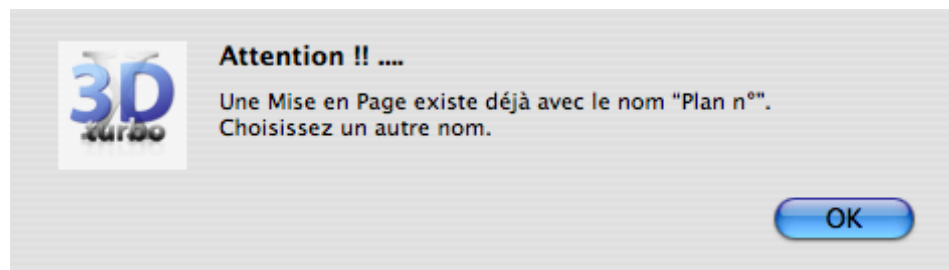 3D
turbo
Attention !! ....
Une Mise en Page existe déjà avec le nom “Plan n°”.
Choisissez un autre nom.
OK